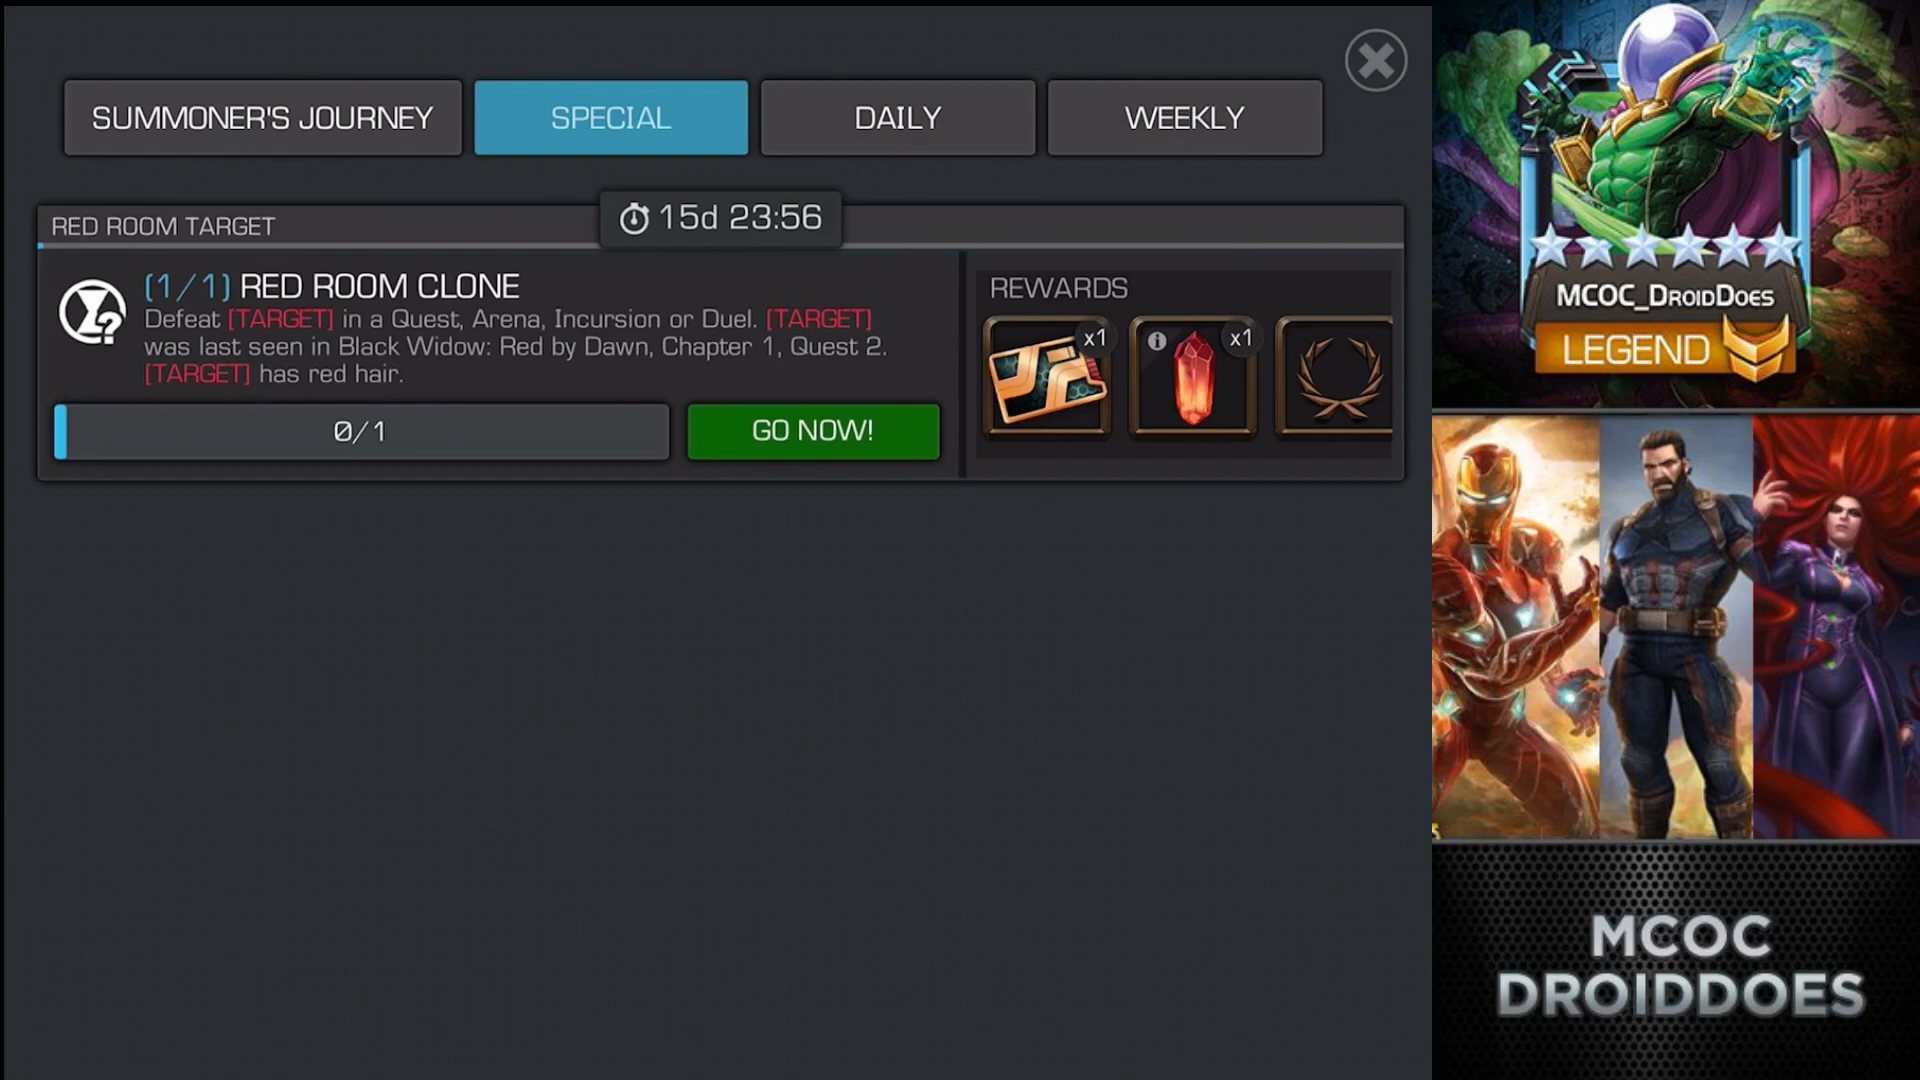 SUMMONER'S JOURNEY
SPECIAL
DAILY
WEEKLY
RED ROOM TARGET
15d 23:56
(1/1) RED ROOM CLONE
Defeat [TARGET] in a Quest, Arena, Incursion or Duel. [TARGET]
was last seen in Black Widow: Red by Dawn, Chapter 1, Quest 2.
[TARGET] has red hair.
0/1
GO NOW!
REWARDS
x1
x1
MCOC_DROIDDOES
LEGEND
MCOC
DROIDDOES